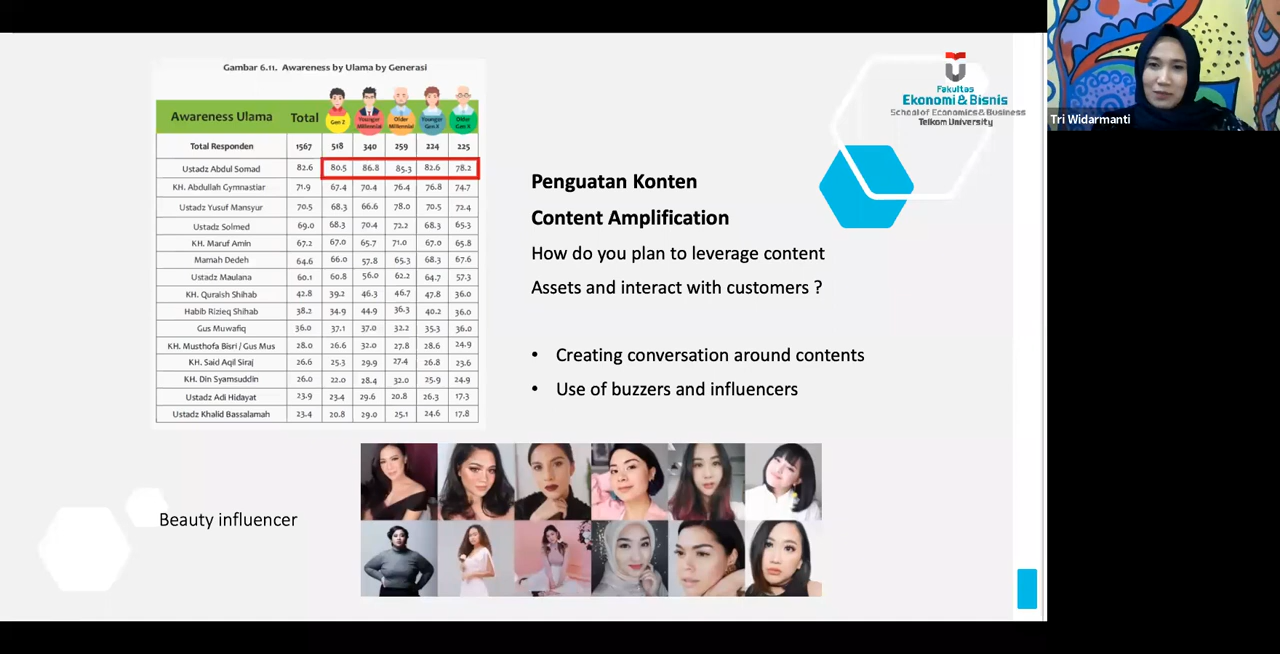 Gambar 6.11. Awareness by Ulama by Generasi
Awareness Ulama Total Gen Z Younger Millennial Older Millennial Younger Gen X Older Gen X
Total Responden 1567 518 340 259 224 225
Ustadz Abdul Somad 82.6 80.5 86.8 85.3 82.6 78.2
KH. Abdullah Gymnastiar 71.9 67.4 70.4 76.4 76.8 74.7
Ustadz Yusuf Mansyur 70.5 68.3 66.6 78.0 70.5 72.4
Ustadz Solmed 69.0 68.3 70.4 72.2 68.3 65.3
KH. Maruf Amin 67.2 67.0 65.7 71.0 67.0 65.8
Mamah Dedeh 64.6 66.0 57.8 65.3 68.3 67.6
Ustadz Maulana 60.1 60.8 56.0 62.2 64.7 57.3
KH. Quraish Shihab 42.8 39.2 46.3 46.7 47.8 36.0
Habib Rizieq Shihab 38.2 34.9 44.9 36.3 40.2 36.0
Gus Muwafiq 36.0 37.1 37.0 32.2 35.3 36.0
KH. Musthofa Bisri / Gus Mus 28.0 26.6 32.0 27.8 28.6 24.9
KH. Said Aqil Siraj 26.6 25.3 29.9 27.4 26.8 23.6
KH. Din Syamsuddin 26.0 22.0 28.4 32.0 25.9 24.9
Ustadz Adi Hidayat 23.9 23.4 29.6 20.8 26.3 17.3
Ustadz Khalid Bassalamah 23.4 20.8 29.0 25.1 24.6 17.8
Fakultas
Ekonomi & Bisnis
School of Economics & Business
Telkom University
Penguatan Konten
Content Amplification
How do you plan to leverage content
Assets and interact with customers ?
• Creating conversation around contents
• Use of buzzers and influencers
Beauty influencer
Tri Widarmanti